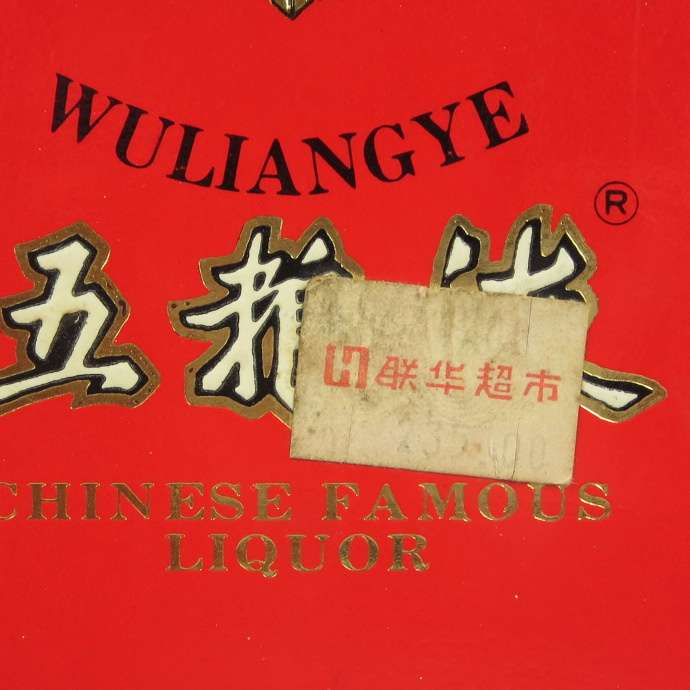 WULIANGYE
®
五粮
联华超市
CHINESE FAMOUS
LIQUOR